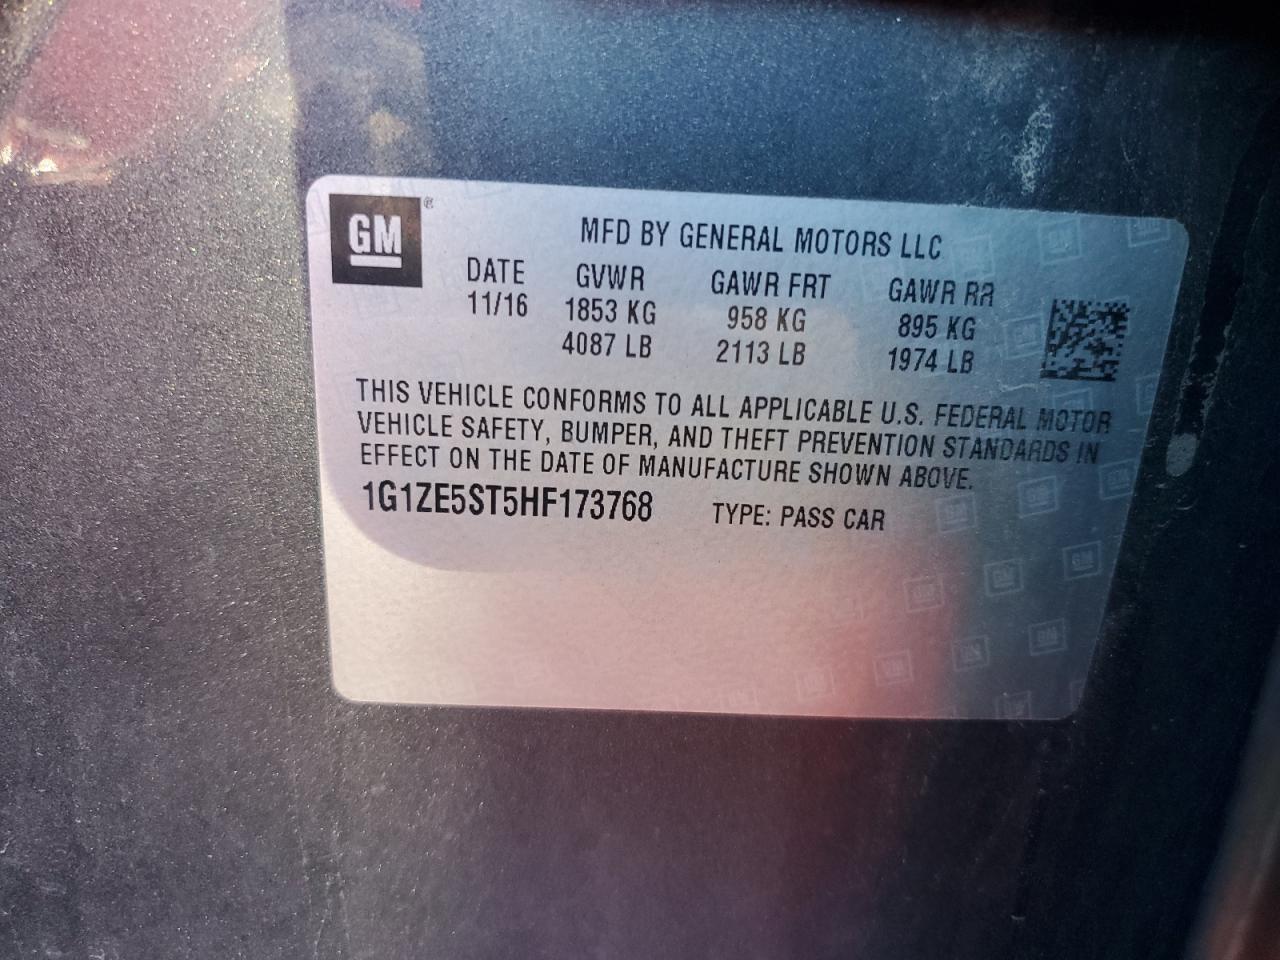 GM ®
MFD BY GENERAL MOTORS LLC
DATE GVWR GAWR FRT GAWR RR
11/16 1853 KG 958 KG 895 KG
4087 LB 2113 LB 1974 LB
THIS VEHICLE CONFORMS TO ALL APPLICABLE U.S. FEDERAL MOTOR
VEHICLE SAFETY, BUMPER, AND THEFT PREVENTION STANDARDS IN
EFFECT ON THE DATE OF MANUFACTURE SHOWN ABOVE.
1G1ZE5ST5HF173768 TYPE: PASS CAR